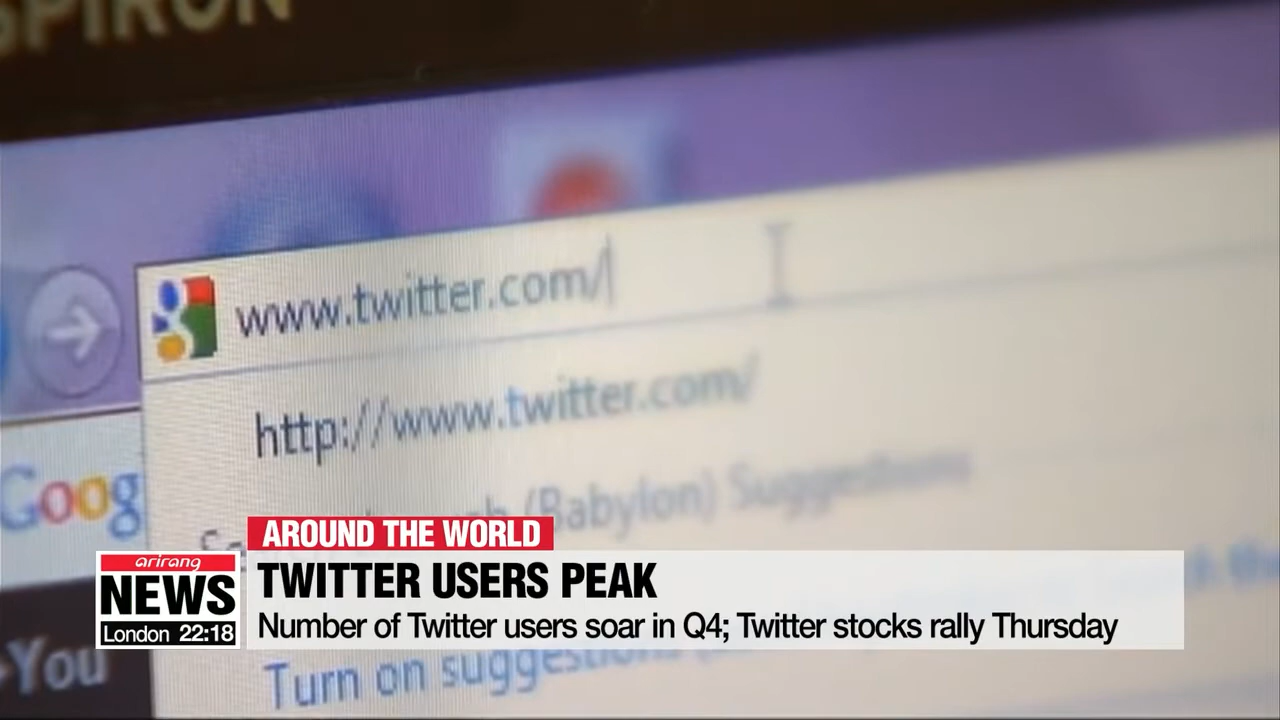 SPIRON
www.twitter.com/
http://www.twitter.com/
(Babylon) Suggestions
Goog
AROUND THE WORLD
arirang
NEWS
London 22:18
TWITTER USERS PEAK
Number of Twitter users soar in Q4; Twitter stocks rally Thursday
You
Turn on suggestions